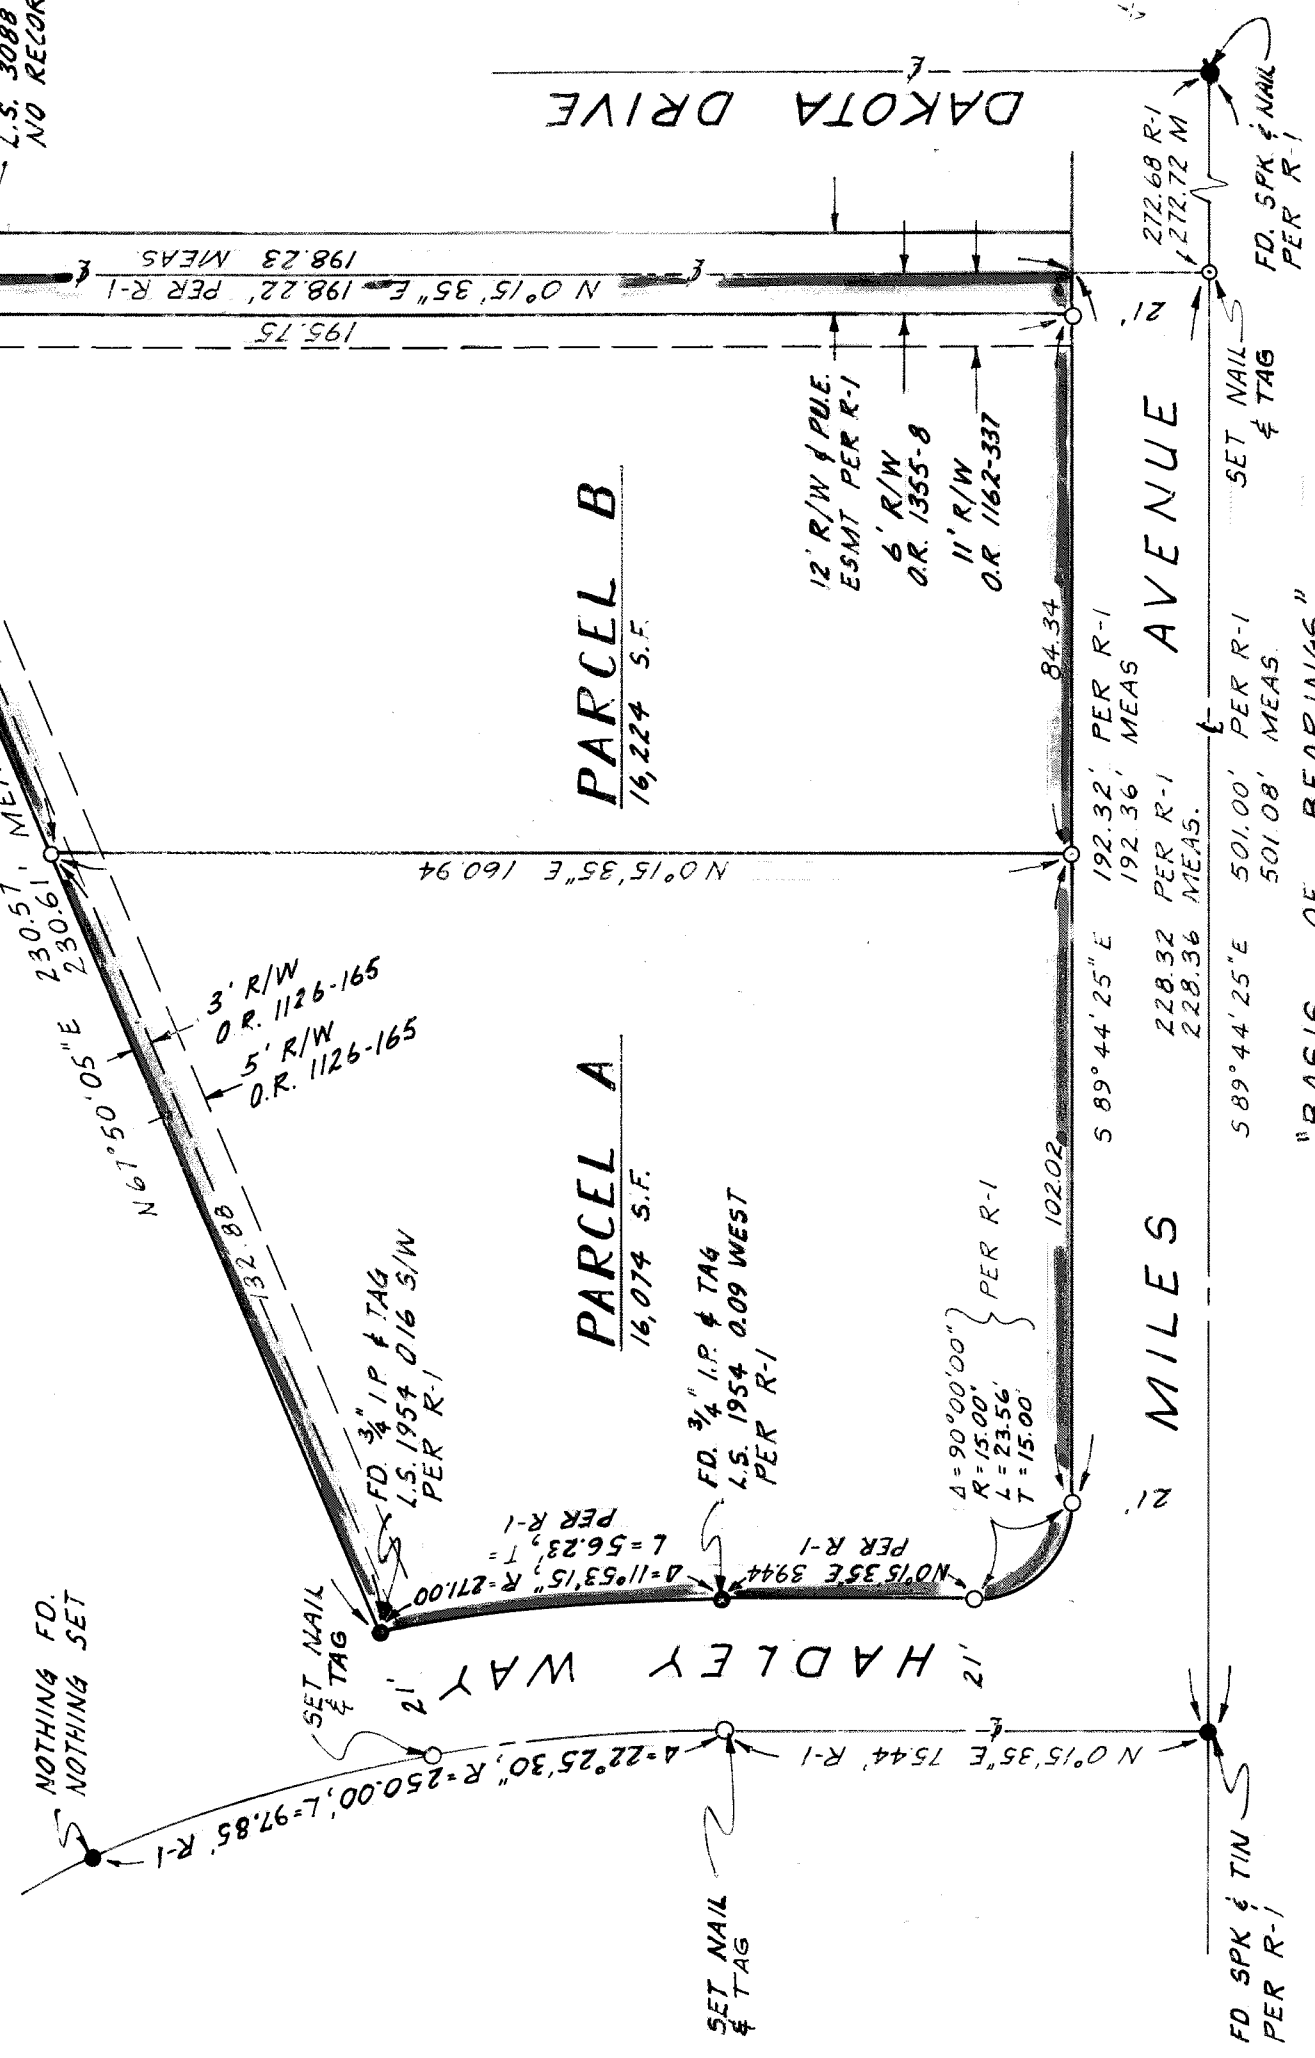 L.S. 3088
NO RECOR
DAKOTA DRIVE
198.23 MEAS
N 0°15'35" E 198.22' PER R-1
195.75
272.68 R-1
272.72 M
FD. SPK. & NAIL
PER R-1
21'
SET NAIL
& TAG
12' R/W & P.U.E.
ESMT PER R-1
6' R/W
O.R. 1355-8
11' R/W
O.R. 1162-337
PARCEL B
16,224 S.F.
84.34
N 0°15'35"E 160.94
N67°50'05"E 230.57'
230.61'
3' R/W
O.R. 1126-165
5' R/W
O.R. 1126-165
132.88
PARCEL A
16,074 S.F.
102.02
S 89°44'25"E 192.32' PER R-1
192.36' MEAS
228.32 PER R-1
228.36 MEAS.
MILES AVENUE
S 89°44'25"E 501.00' PER R-1
501.08' MEAS.
"BASIS OF BEARINGS"
FD. 3/4" I.P. & TAG
L.S. 1954 0.16 S/W
PER R-1
FD. 3/4" I.P. & TAG
L.S. 1954 0.09 WEST
PER R-1
Δ=90°00'00"
R=15.00'
L=23.56'
T=15.00'
PER R-1
21'
Δ=11°53'15", R=271.00'
L=56.23', T=
PER R-1
N0°15'35"E 39.44
PER R-1
SET NAIL
& TAG
21'
HADLEY WAY
21'
NOTHING FD.
NOTHING SET
Δ=22°25'30", R=250.00', L=97.85' R-1
N 0°15'35"E 75.44' R-1
SET NAIL
& TAG
FD SPK & TIN
PER R-1